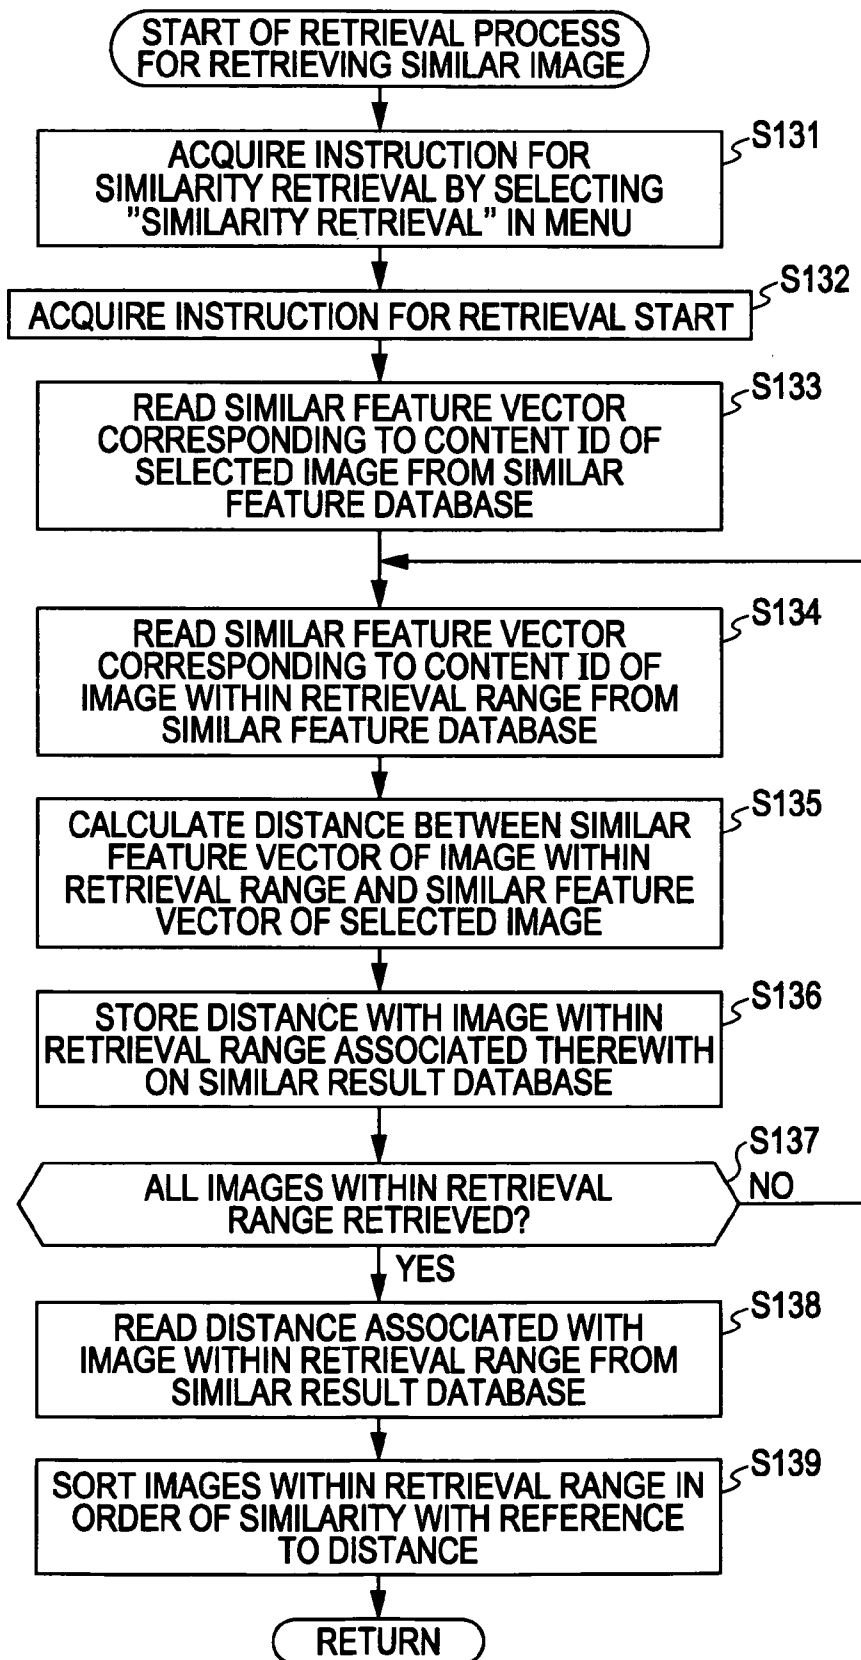 START OF RETRIEVAL PROCESS
FOR RETRIEVING SIMILAR IMAGE
S131
ACQUIRE INSTRUCTION FOR
SIMILARITY RETRIEVAL BY SELECTING
"SIMILARITY RETRIEVAL" IN MENU
S132
ACQUIRE INSTRUCTION FOR RETRIEVAL START
S133
READ SIMILAR FEATURE VECTOR
CORRESPONDING TO CONTENT ID OF
SELECTED IMAGE FROM SIMILAR
FEATURE DATABASE
S134
READ SIMILAR FEATURE VECTOR
CORRESPONDING TO CONTENT ID OF
IMAGE WITHIN RETRIEVAL RANGE FROM
SIMILAR FEATURE DATABASE
S135
CALCULATE DISTANCE BETWEEN SIMILAR
FEATURE VECTOR OF IMAGE WITHIN
RETRIEVAL RANGE AND SIMILAR FEATURE
VECTOR OF SELECTED IMAGE
S136
STORE DISTANCE WITH IMAGE WITHIN
RETRIEVAL RANGE ASSOCIATED THEREWITH
ON SIMILAR RESULT DATABASE
S137
ALL IMAGES WITHIN RETRIEVAL
RANGE RETRIEVED?
NO
YES
S138
READ DISTANCE ASSOCIATED WITH
IMAGE WITHIN RETRIEVAL RANGE FROM
SIMILAR RESULT DATABASE
S139
SORT IMAGES WITHIN RETRIEVAL RANGE IN
ORDER OF SIMILARITY WITH REFERENCE
TO DISTANCE
RETURN